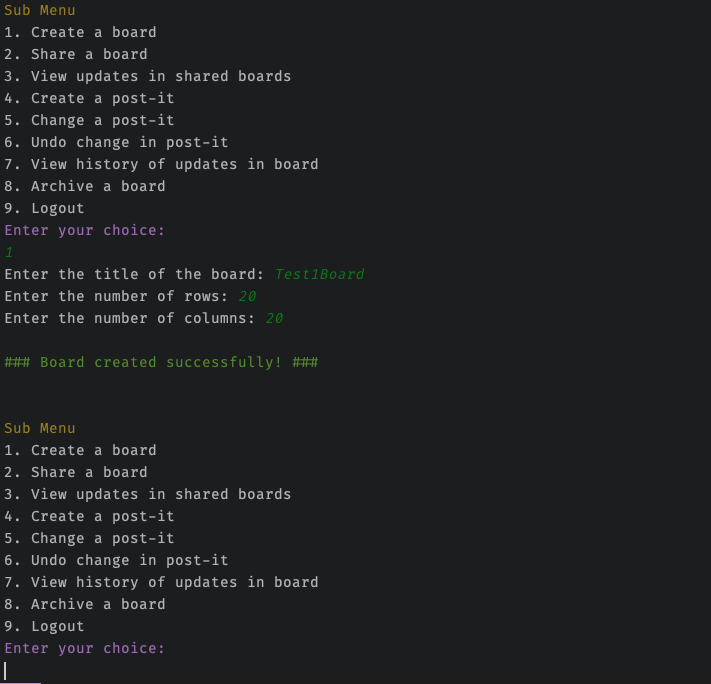 Sub Menu
1. Create a board
2. Share a board
3. View updates in shared boards
4. Create a post-it
5. Change a post-it
6. Undo change in post-it
7. View history of updates in board
8. Archive a board
9. Logout
Enter your choice:
1
Enter the title of the board: Test1Board
Enter the number of rows: 20
Enter the number of columns: 20
### Board created successfully! ###
Sub Menu
1. Create a board
2. Share a board
3. View updates in shared boards
4. Create a post-it
5. Change a post-it
6. Undo change in post-it
7. View history of updates in board
8. Archive a board
9. Logout
Enter your choice: